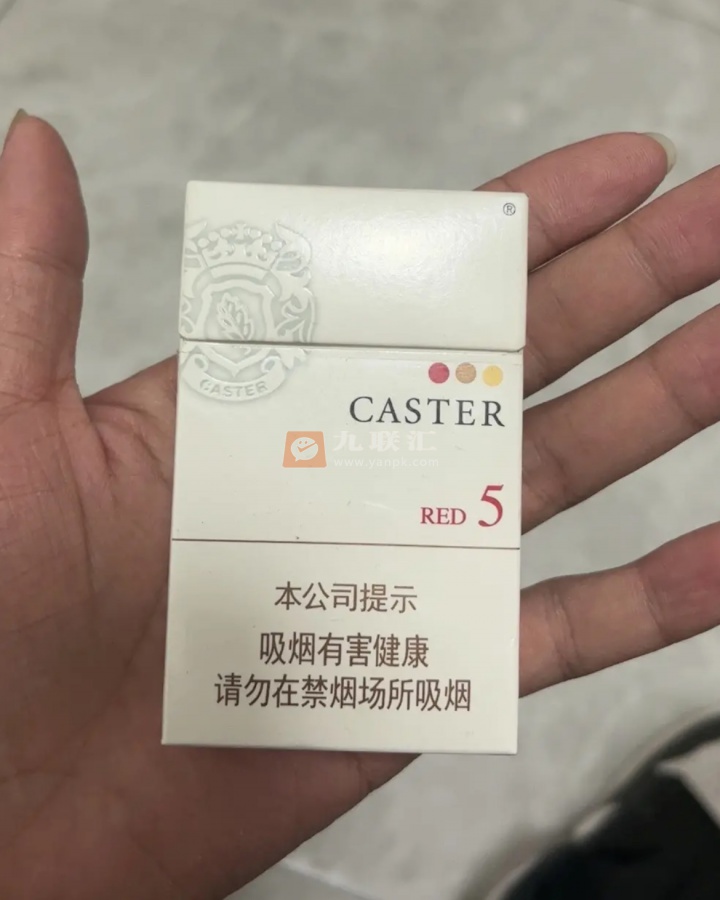 ®
CASTER
CASTER
九联汇
www.yanpk.com
RED 5
本公司提示
吸烟有害健康
请勿在禁烟场所吸烟